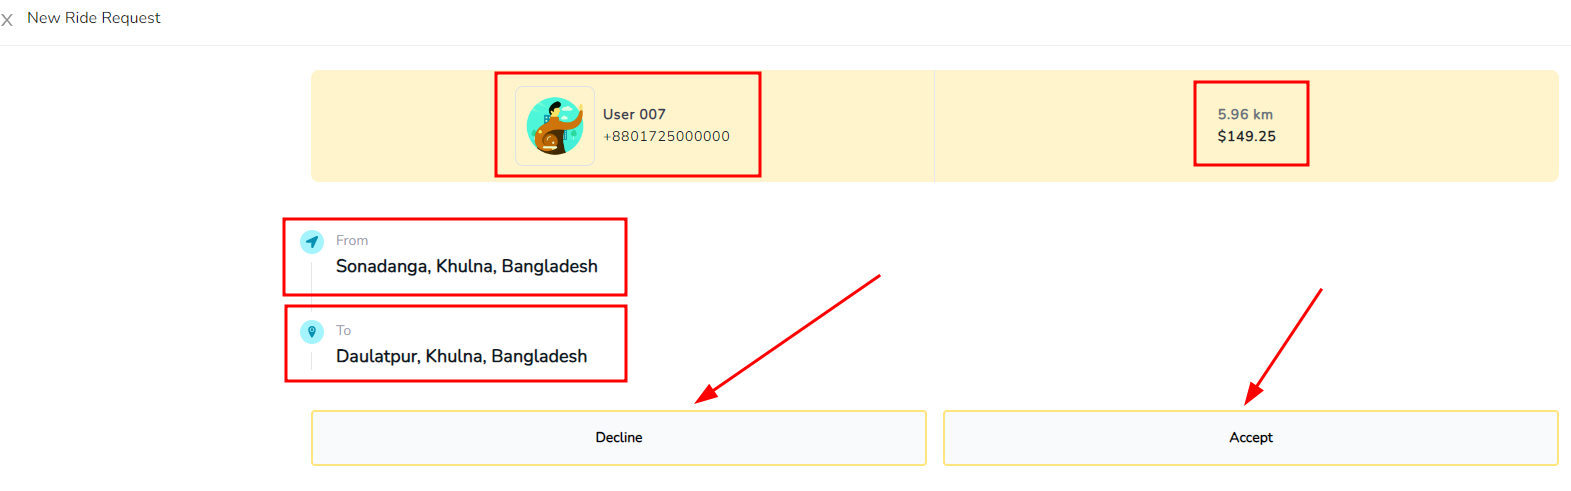 X New Ride Request
User 007
+8801725000000
5.96 km
$149.25
From
Sonadanga, Khulna, Bangladesh
To
Daulatpur, Khulna, Bangladesh
Decline
Accept